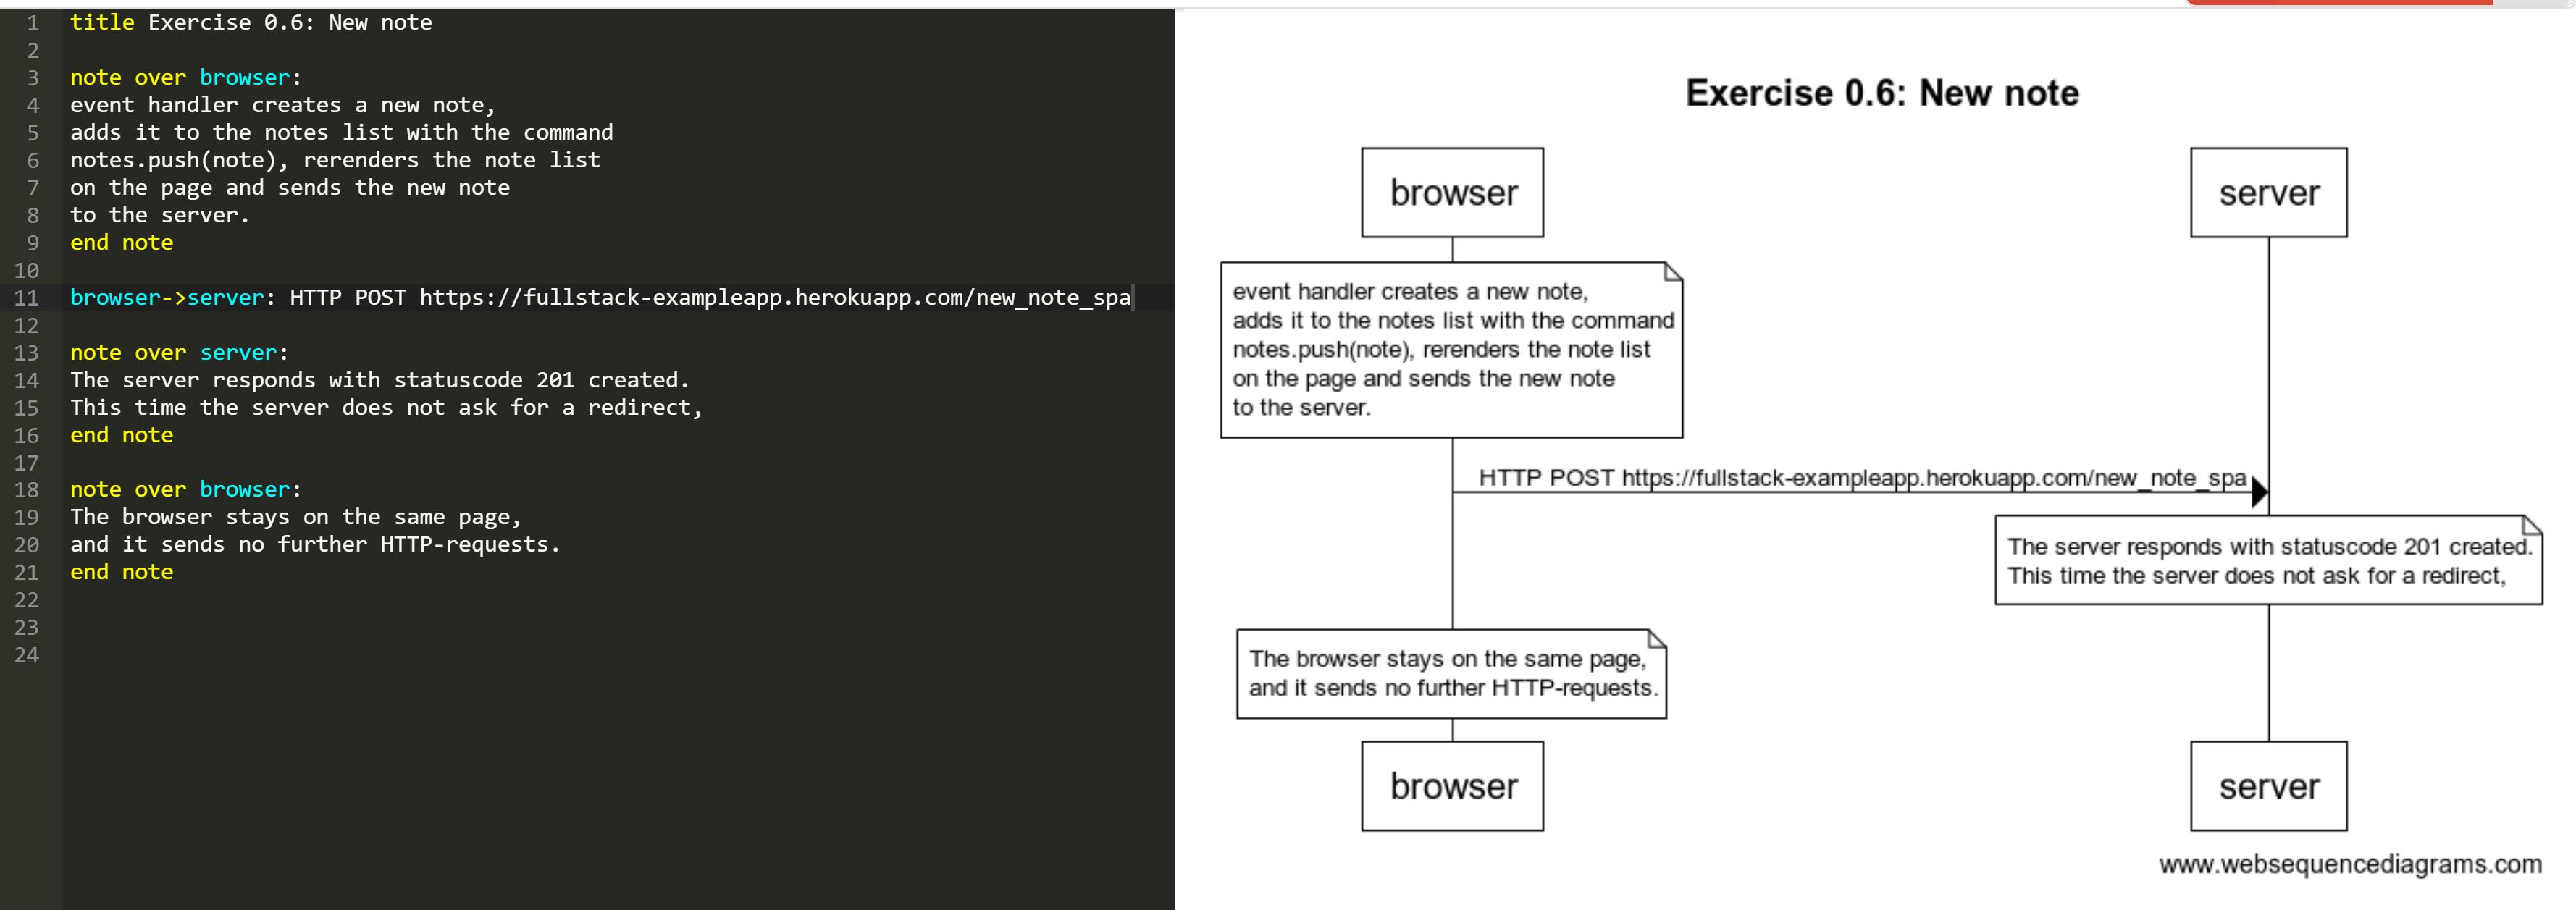 1 title Exercise 0.6: New note
2
3 note over browser:
4 event handler creates a new note,
5 adds it to the notes list with the command
6 notes.push(note), rerenders the note list
7 on the page and sends the new note
8 to the server.
9 end note
10
11 browser->server: HTTP POST https://fullstack-exampleapp.herokuapp.com/new_note_spa
12
13 note over server:
14 The server responds with statuscode 201 created.
15 This time the server does not ask for a redirect,
16 end note
17
18 note over browser:
19 The browser stays on the same page,
20 and it sends no further HTTP-requests.
21 end note
22
23
24
Exercise 0.6: New note
browser
server
event handler creates a new note,
adds it to the notes list with the command
notes.push(note), rerenders the note list
on the page and sends the new note
to the server.
HTTP POST https://fullstack-exampleapp.herokuapp.com/new_note_spa
The server responds with statuscode 201 created.
This time the server does not ask for a redirect,
The browser stays on the same page,
and it sends no further HTTP-requests.
browser
server
www.websequencediagrams.com